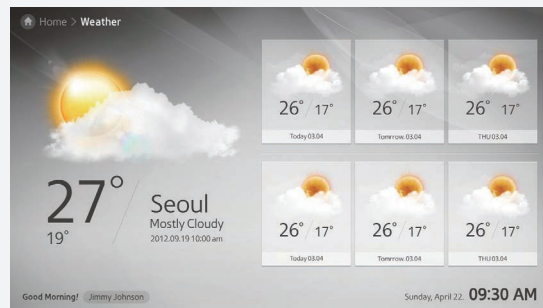 Home > Weather
27°
19°
Seoul
Mostly Cloudy
2012.09.19 10:00 am
26° / 17°
Today 03.04
26° / 17°
Tomrrow. 03.04
26° / 17°
THU 03.04
26° / 17°
Today 03.04
26° / 17°
Tomrrow. 03.04
26° / 17°
THU 03.04
Good Morning! Jimmy Johnson
Sunday, April 22. 09:30 AM